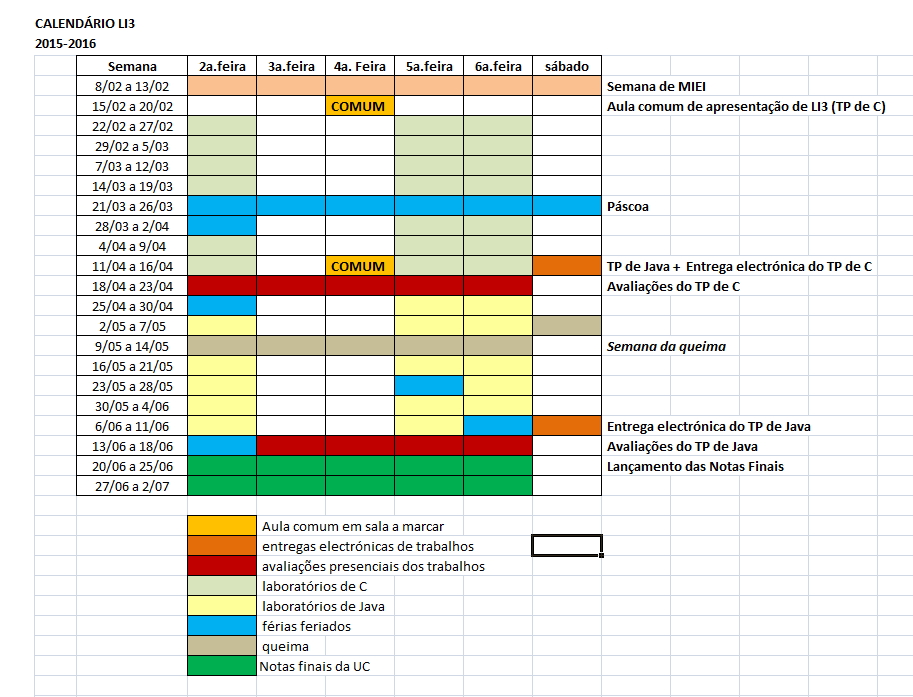 CALENDÁRIO LI3
2015-2016
Semana 2a.feira 3a.feira 4a. Feira 5a.feira 6a.feira sábado
8/02 a 13/02 Semana de MIEI
15/02 a 20/02 COMUM Aula comum de apresentação de LI3 (TP de C)
22/02 a 27/02
29/02 a 5/03
7/03 a 12/03
14/03 a 19/03
21/03 a 26/03 Páscoa
28/03 a 2/04
4/04 a 9/04
11/04 a 16/04 COMUM TP de Java + Entrega electrónica do TP de C
18/04 a 23/04 Avaliações do TP de C
25/04 a 30/04
2/05 a 7/05
9/05 a 14/05 Semana da queima
16/05 a 21/05
23/05 a 28/05
30/05 a 4/06
6/06 a 11/06 Entrega electrónica do TP de Java
13/06 a 18/06 Avaliações do TP de Java
20/06 a 25/06 Lançamento das Notas Finais
27/06 a 2/07
Aula comum em sala a marcar
entregas electrónicas de trabalhos
avaliações presenciais dos trabalhos
laboratórios de C
laboratórios de Java
férias feriados
queima
Notas finais da UC